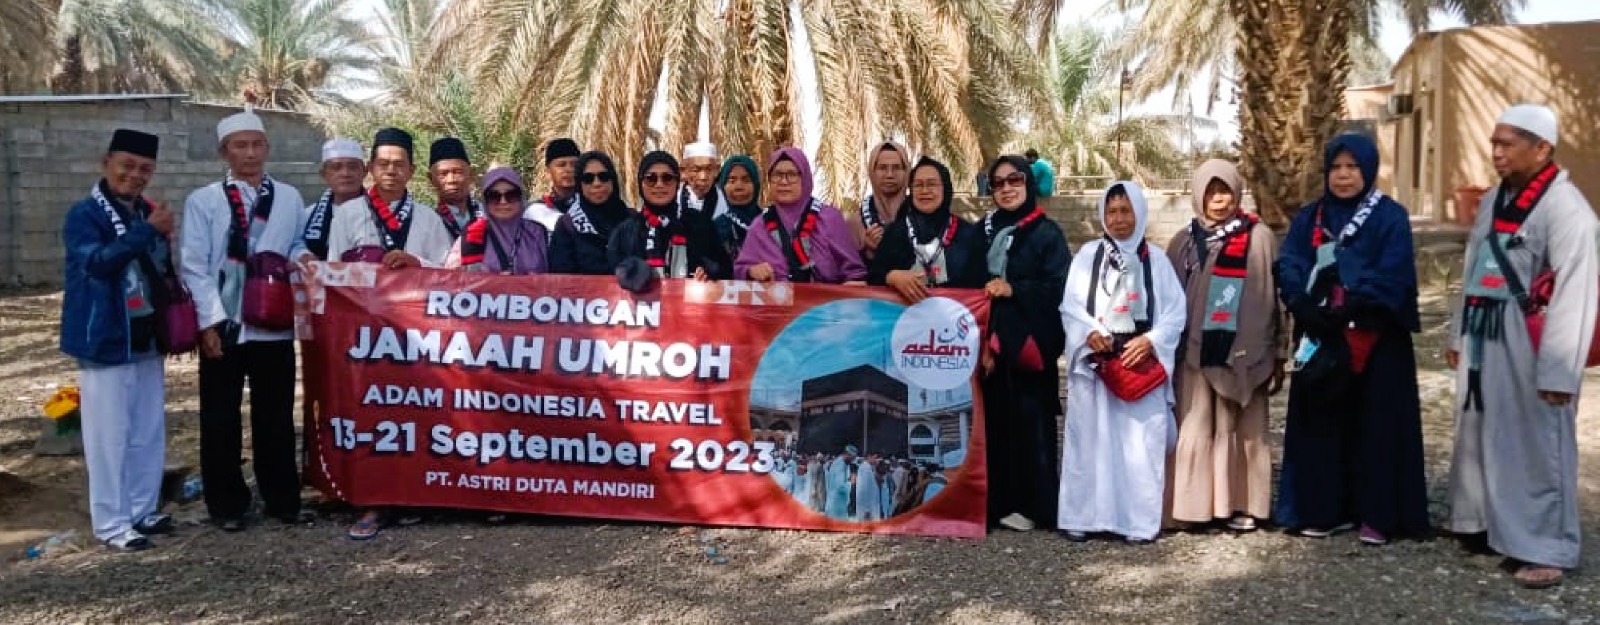 ROMBONGAN
JAMAAH UMROH
ADAM INDONESIA TRAVEL
13-21 September 2023
PT. ASTRI DUTA MANDIRI
adam
INDONESIA